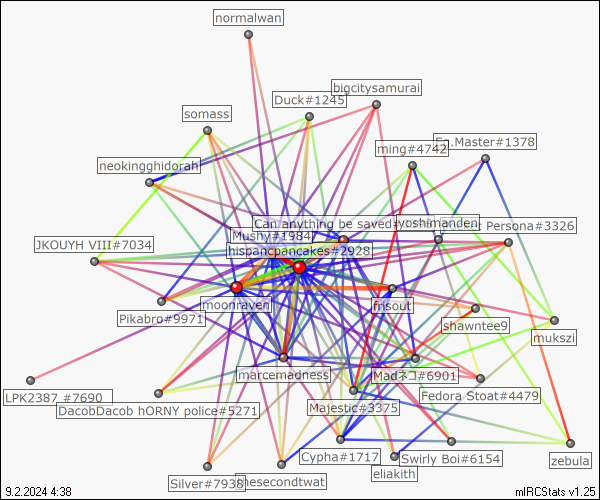 normalwan
bigcitysamurai
Duck#1245
somass
En.Master#1378
ming#4742
neokingghidorah
Can anything be saved
yoshimanden
Persona#3326
Mushy#1984
JKOUYH VIII#7034
hispancpancakes#2928
moonraven
frisout
Pikabro#9971
shawntee9
mukszi
marcemadness
Madネコ#6901
LPK2387 #7690
Fedora Stoat#4479
DacobDacob hORNY police#5271
Majestic#3375
Cypha#1717
Swirly Boi#6154
zebula
eliakith
Silver#7938
thesecondtwat
9.2.2024 4:38
mIRCStats v1.25